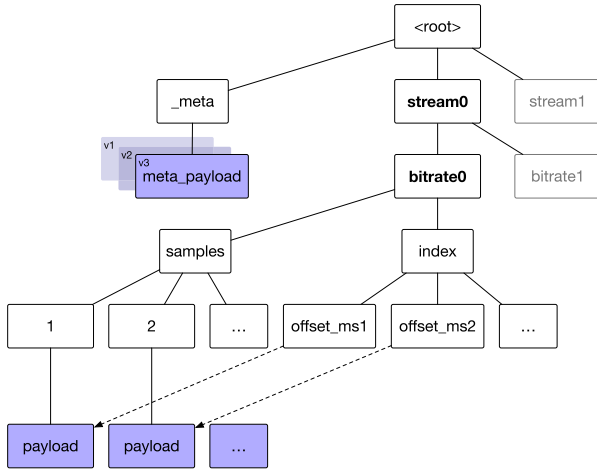 <root>
_meta
stream0
stream1
v1
v2
v3
meta_payload
bitrate0
bitrate1
samples
index
1
2
...
offset_ms1
offset_ms2
...
payload
payload
...